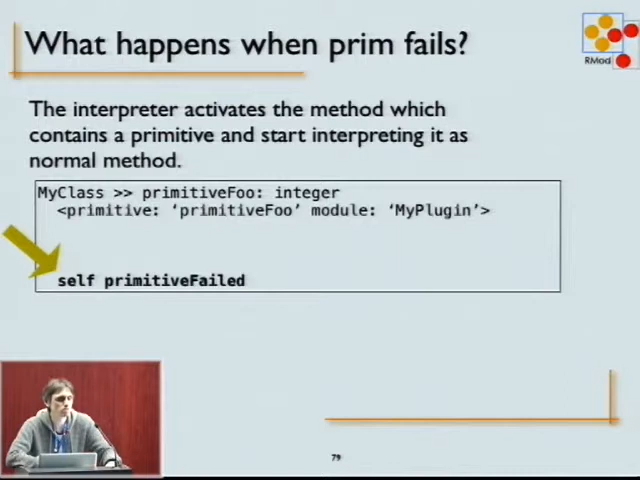 What happens when prim fails?
RMod
The interpreter activates the method which
contains a primitive and start interpreting it as
normal method.
MyClass >> primitiveFoo: integer
<primitive: ‘primitiveFoo’ module: ‘MyPlugin’>
self primitiveFailed
79